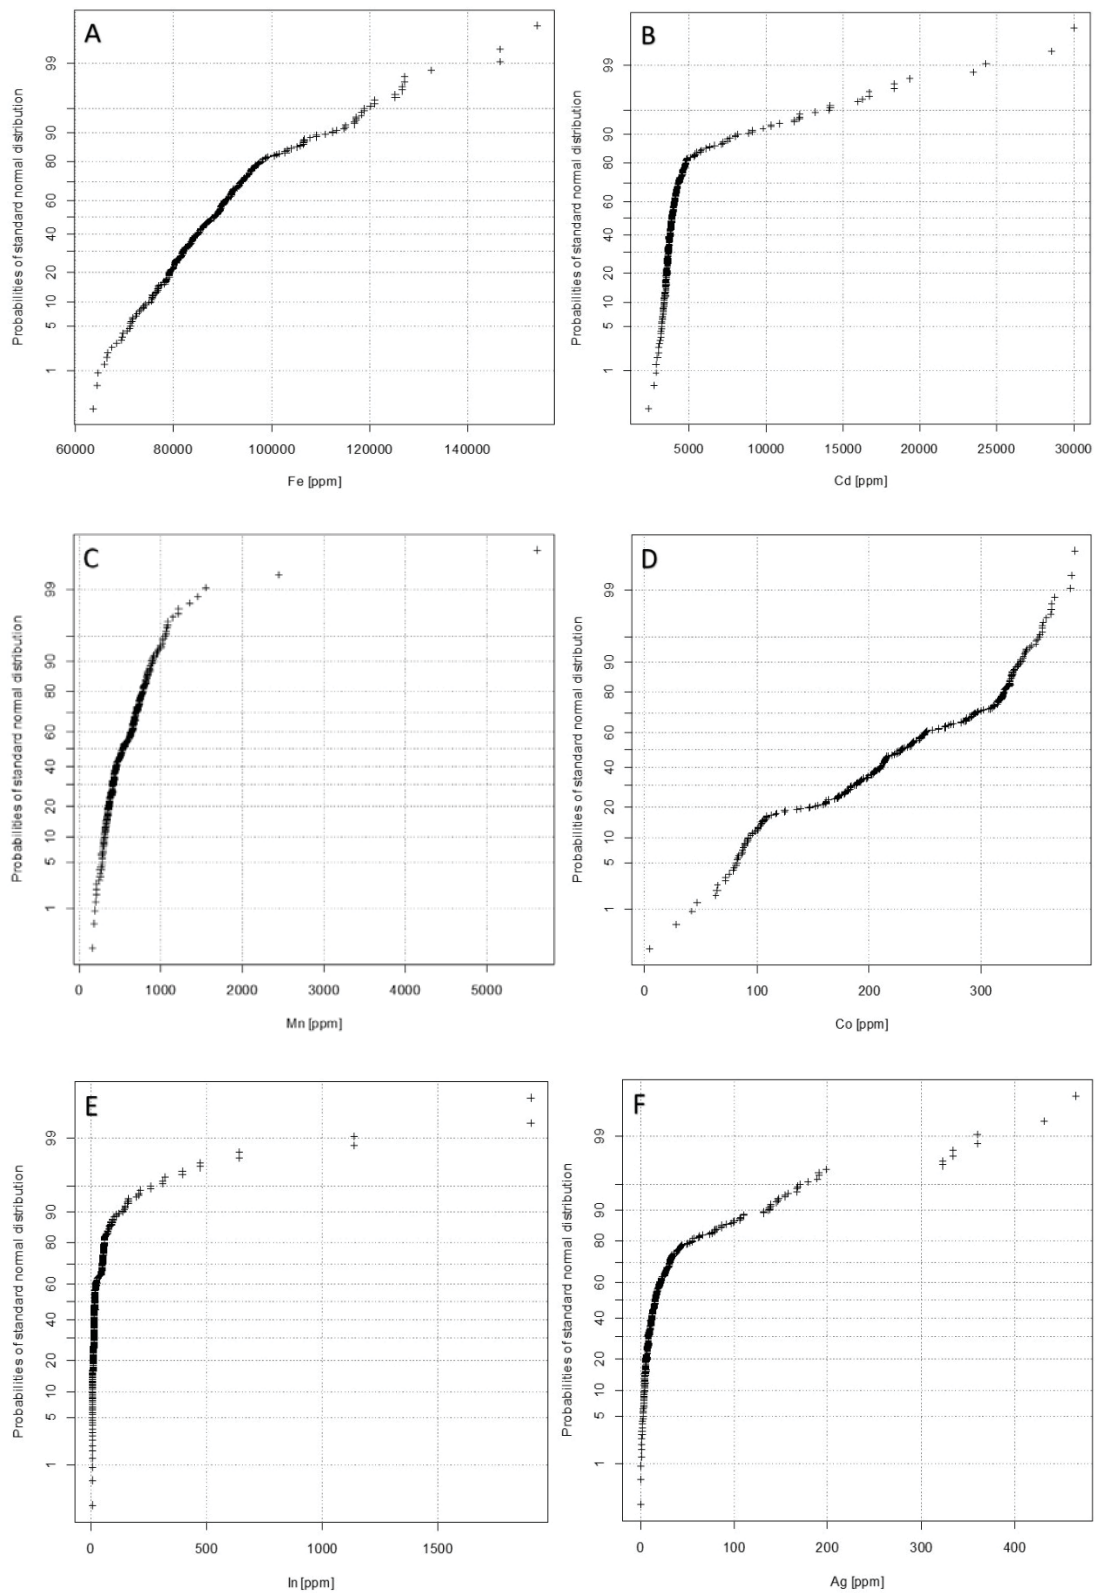 A
Probabilities of standard normal distribution
99
90
80
60
40
20
10
5
1
60000 80000 100000 120000 140000
Fe [ppm]
B
Probabilities of standard normal distribution
99
90
80
60
40
20
10
5
1
5000 10000 15000 20000 25000 30000
Cd [ppm]
C
Probabilities of standard normal distribution
99
90
80
60
40
20
10
5
1
0 1000 2000 3000 4000 5000
Mn [ppm]
D
Probabilities of standard normal distribution
99
90
80
60
40
20
10
5
1
0 100 200 300
Co [ppm]
E
Probabilities of standard normal distribution
99
90
80
60
40
20
10
5
1
0 500 1000 1500
In [ppm]
F
Probabilities of standard normal distribution
99
90
80
60
40
20
10
5
1
0 100 200 300 400
Ag [ppm]